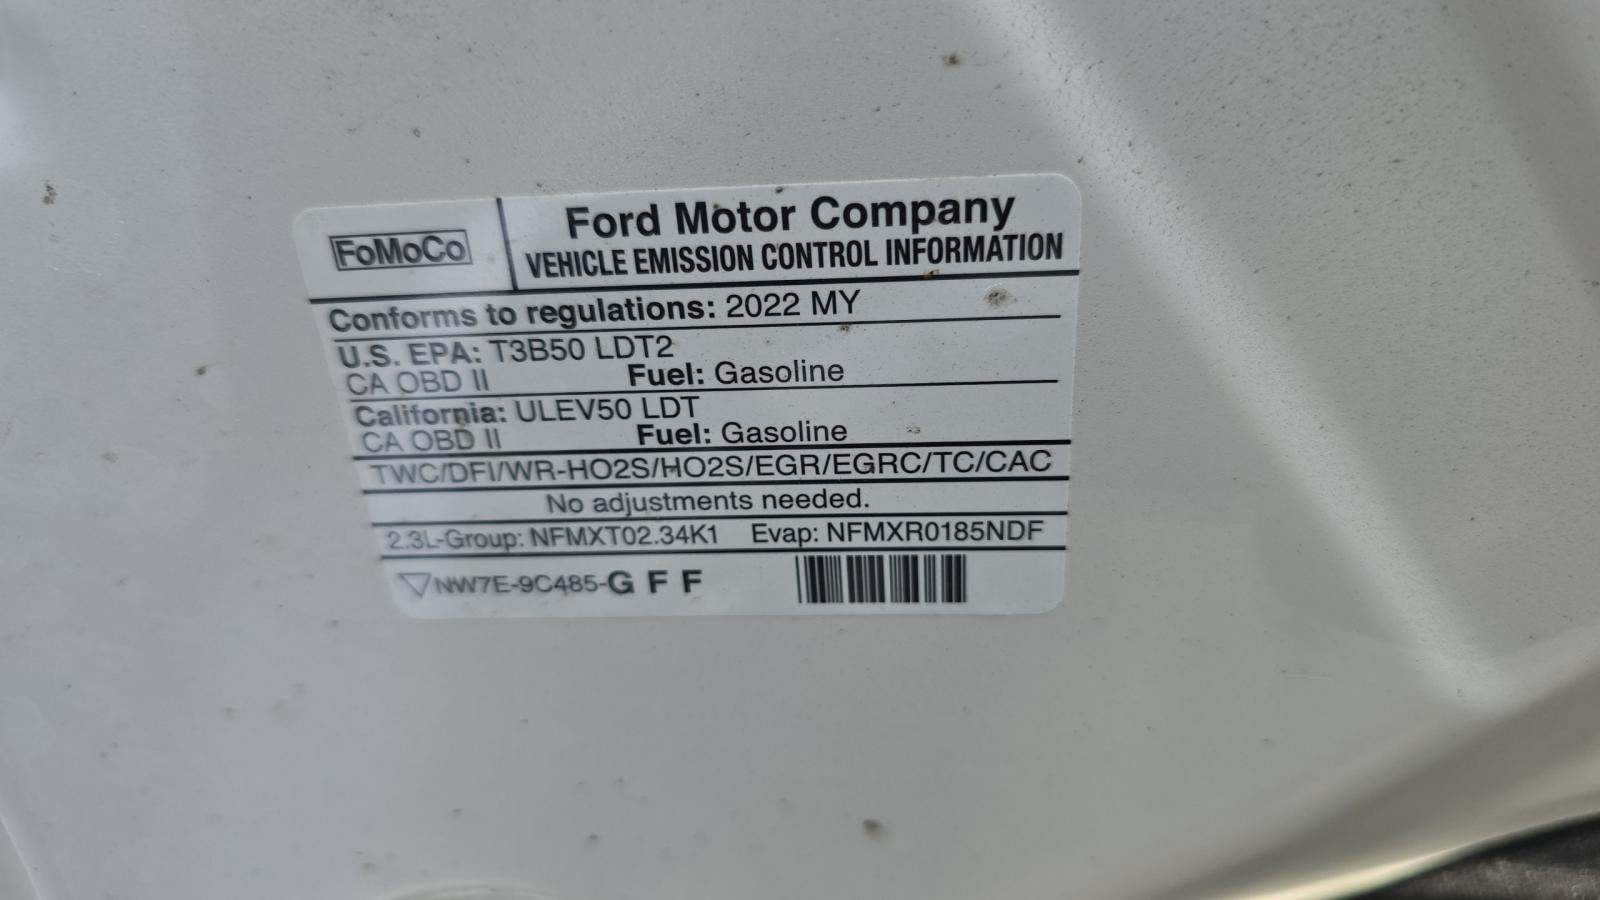 FoMoCo
Ford Motor Company
VEHICLE EMISSION CONTROL INFORMATION
Conforms to regulations: 2022 MY
U.S. EPA: T3B50 LDT2
CA OBD II Fuel: Gasoline
California: ULEV50 LDT
CA OBD II Fuel: Gasoline
TWC/DFI/WR-HO2S/HO2S/EGR/EGRC/TC/CAC
No adjustments needed.
2.3L-Group: NFMXT02.34K1 Evap: NFMXR0185NDF
▽NW7E-9C485-G F F